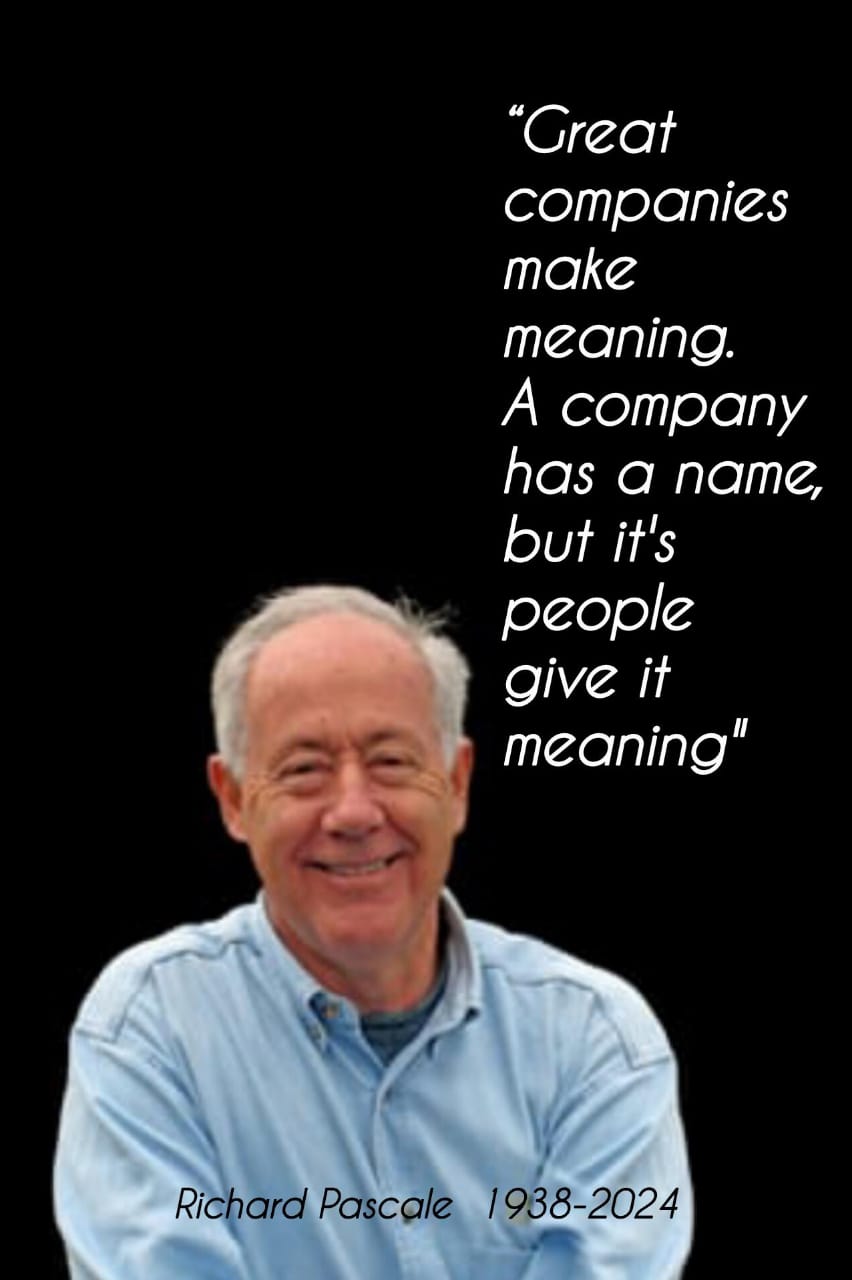 “Great
companies
make
meaning.
A company
has a name,
but it's
people
give it
meaning"
Richard Pascale 1938-2024